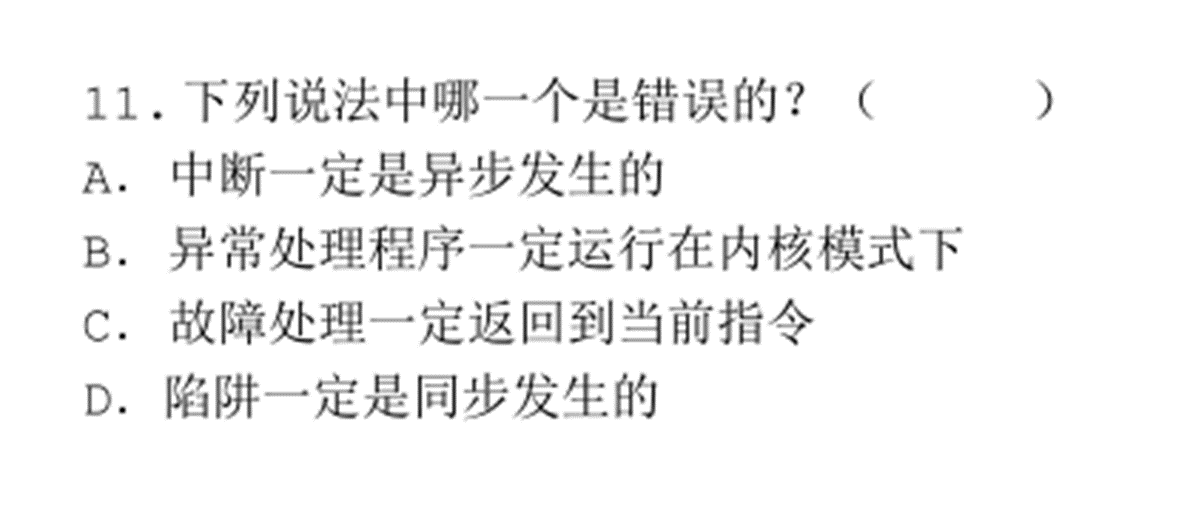 11.下列说法中哪一个是错误的?( )
A. 中断一定是异步发生的
B. 异常处理程序一定运行在内核模式下
C. 故障处理一定返回到当前指令
D. 陷阱一定是同步发生的